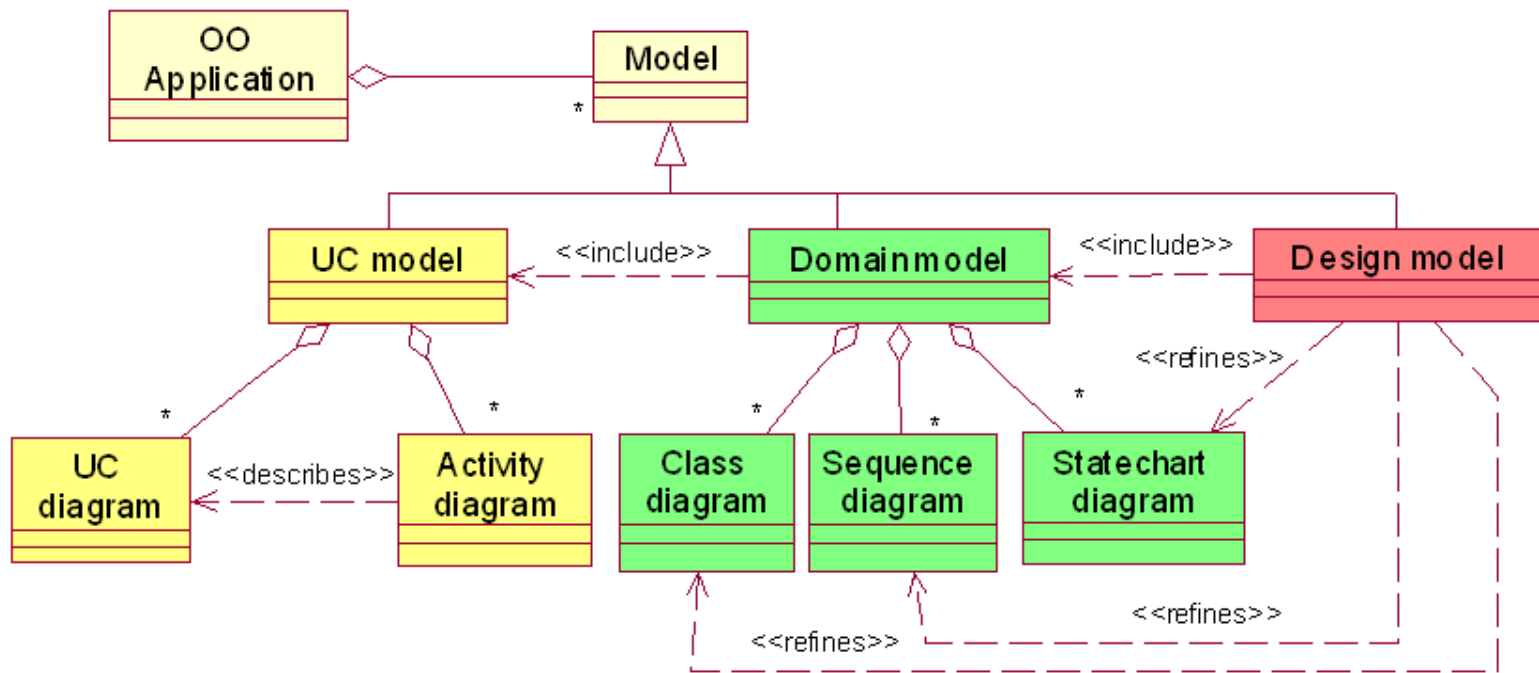 OO
Application
Model
*
UC model
<<include>>
Domainmodel
<<include>>
Design model
<<refines>>
*
*
*
*
*
UC
diagram
<<describes>>
Activity
diagram
Class
diagram
Sequence
diagram
Statechart
diagram
<<refines>>
<<refines>>